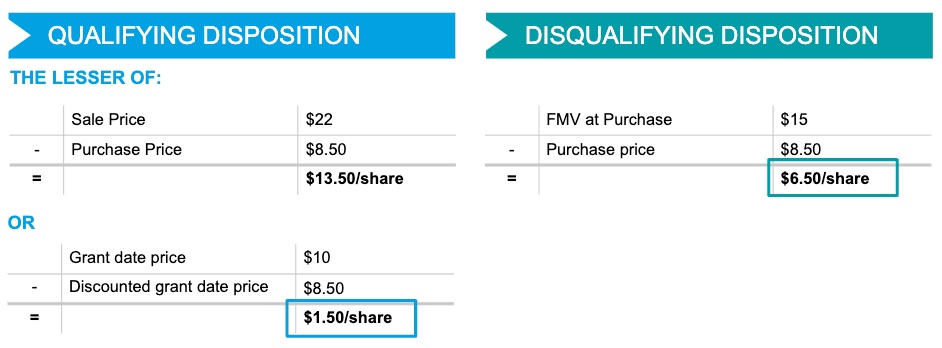 QUALIFYING DISPOSITION
THE LESSER OF:
Sale Price $22
- Purchase Price $8.50
= $13.50/share
OR
Grant date price $10
- Discounted grant date price $8.50
= $1.50/share
DISQUALIFYING DISPOSITION
FMV at Purchase $15
- Purchase price $8.50
= $6.50/share